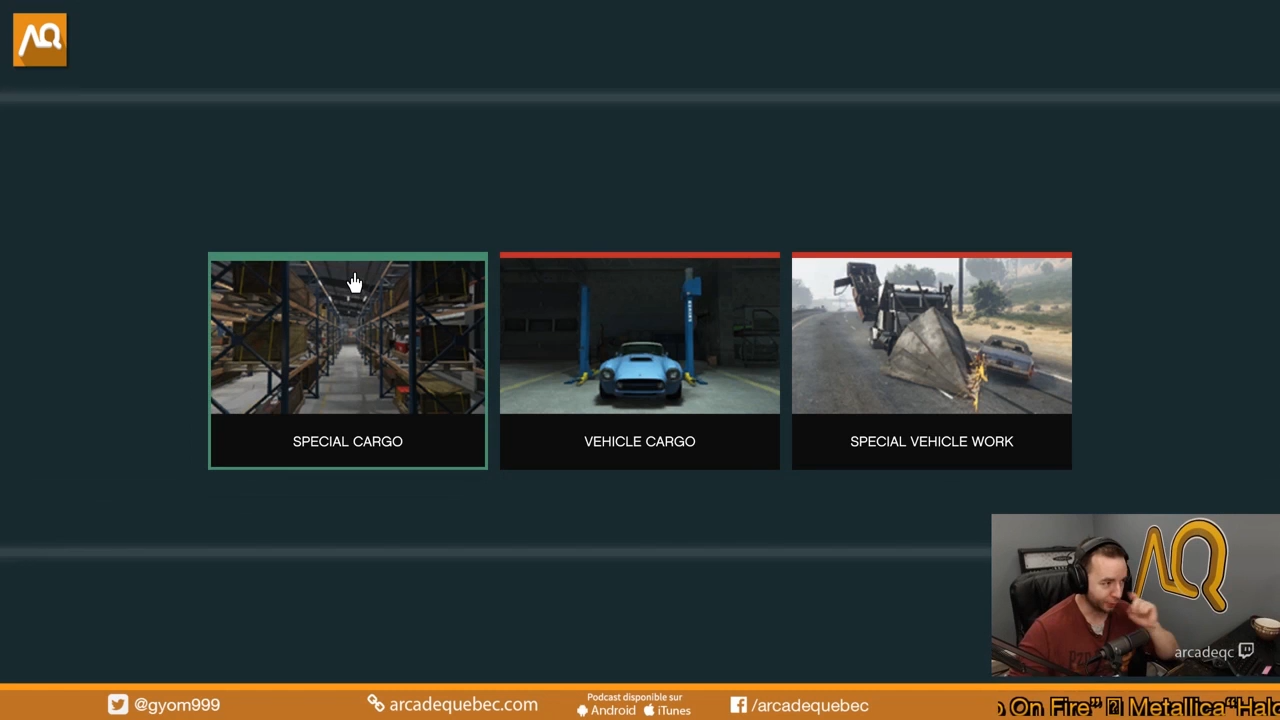 AQ
SPECIAL CARGO
VEHICLE CARGO
SPECIAL VEHICLE WORK
AQ
arcadeqc
@gyom999
arcadequebec.com
Podcast disponible sur
Android iTunes
/arcadequebec
On Fire" Metallica"Halo